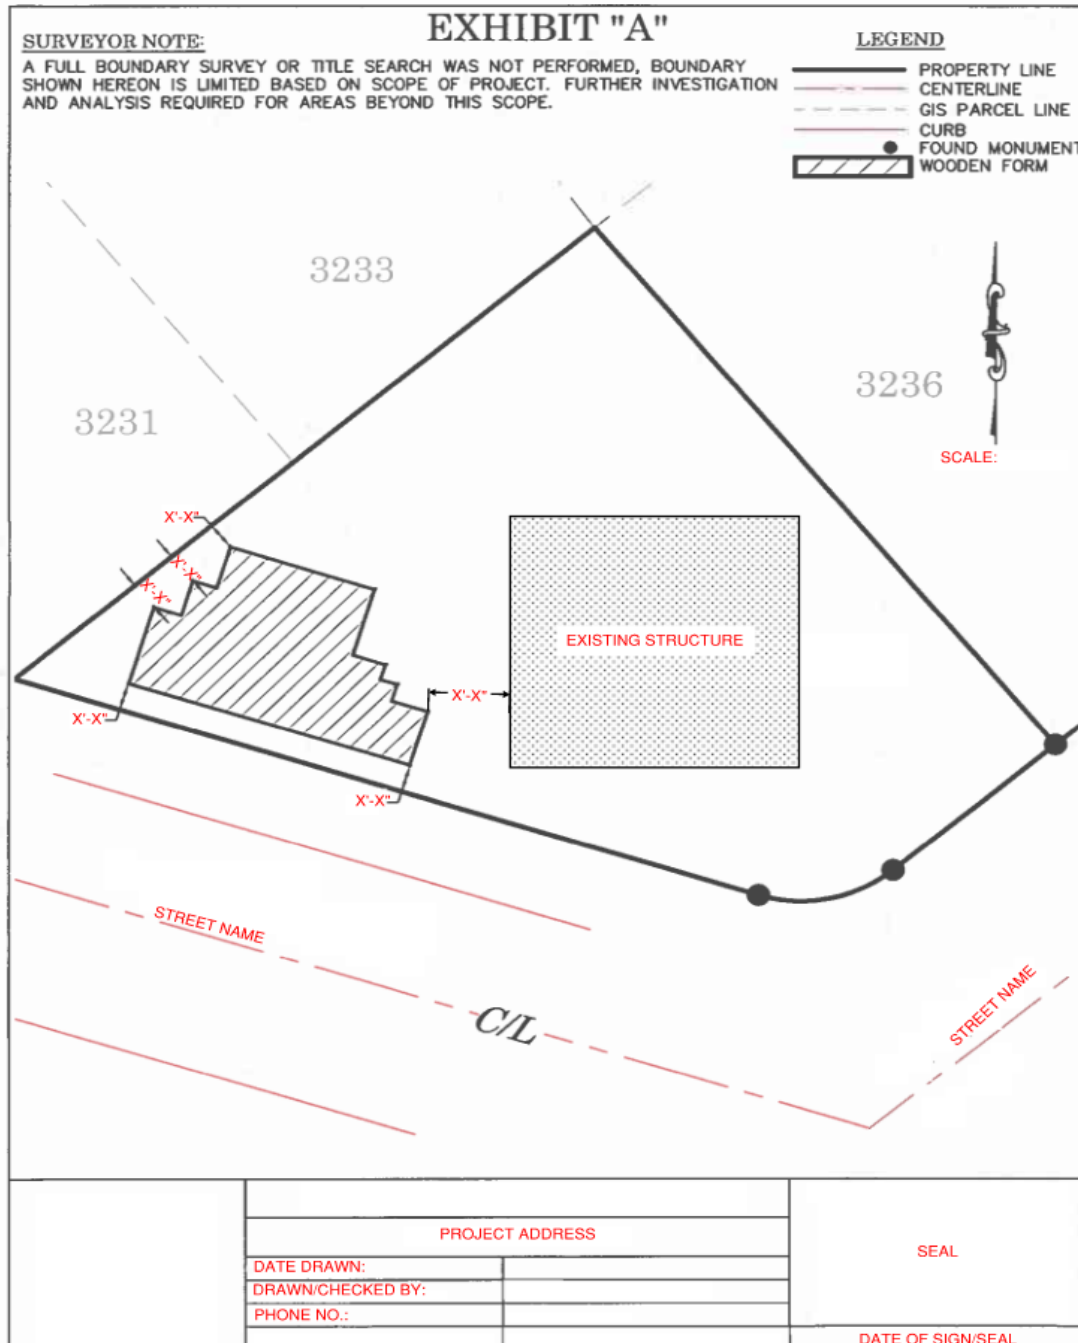 EXHIBIT "A"
SURVEYOR NOTE:
A FULL BOUNDARY SURVEY OR TITLE SEARCH WAS NOT PERFORMED, BOUNDARY
SHOWN HEREON IS LIMITED BASED ON SCOPE OF PROJECT. FURTHER INVESTIGATION
AND ANALYSIS REQUIRED FOR AREAS BEYOND THIS SCOPE.
LEGEND
PROPERTY LINE
CENTERLINE
GIS PARCEL LINE
CURB
FOUND MONUMENT
WOODEN FORM
3233
3236
3231
SCALE:
X'-X"
X'-X"
X'-X"
EXISTING STRUCTURE
X'-X"
X'-X"
X'-X"
STREET NAME
C/L
STREET NAME
PROJECT ADDRESS
SEAL
DATE DRAWN:
DRAWN/CHECKED BY:
PHONE NO.:
DATE OF SIGN/SEAL